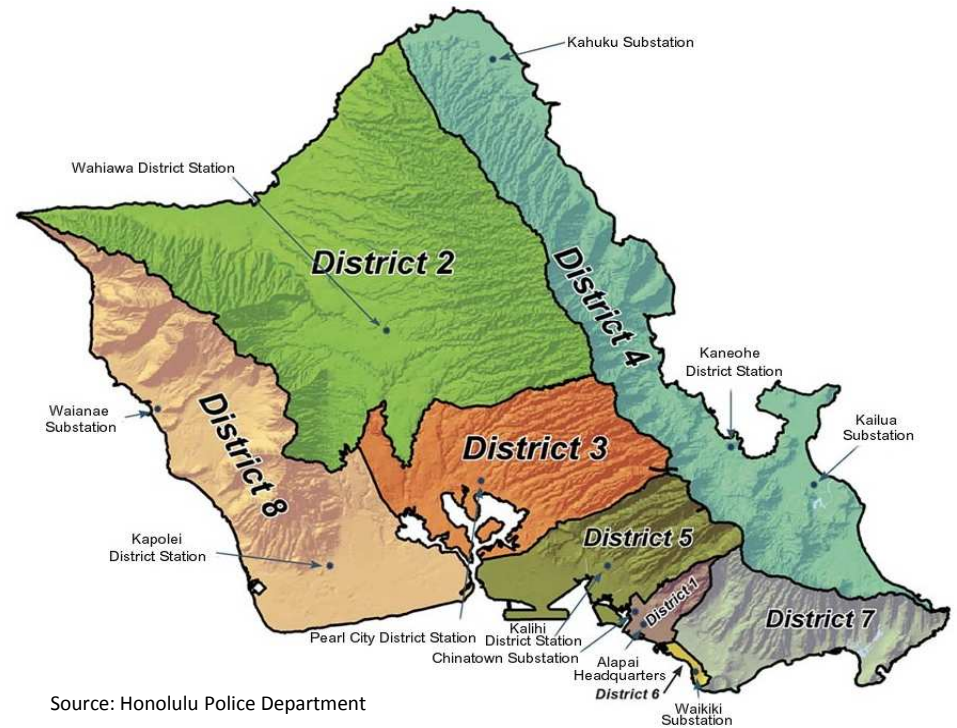 Kahuku Substation
Wahiawa District Station
District 2
District 4
Kaneohe
District Station
Waianae
Substation
District 8
Kailua
Substation
District 3
Kapolei
District Station
District 5
District 1
District 7
Pearl City District Station
Kalihi
District Station
Chinatown Substation
Alapai
Headquarters
District 6
Waikiki
Substation
Source: Honolulu Police Department